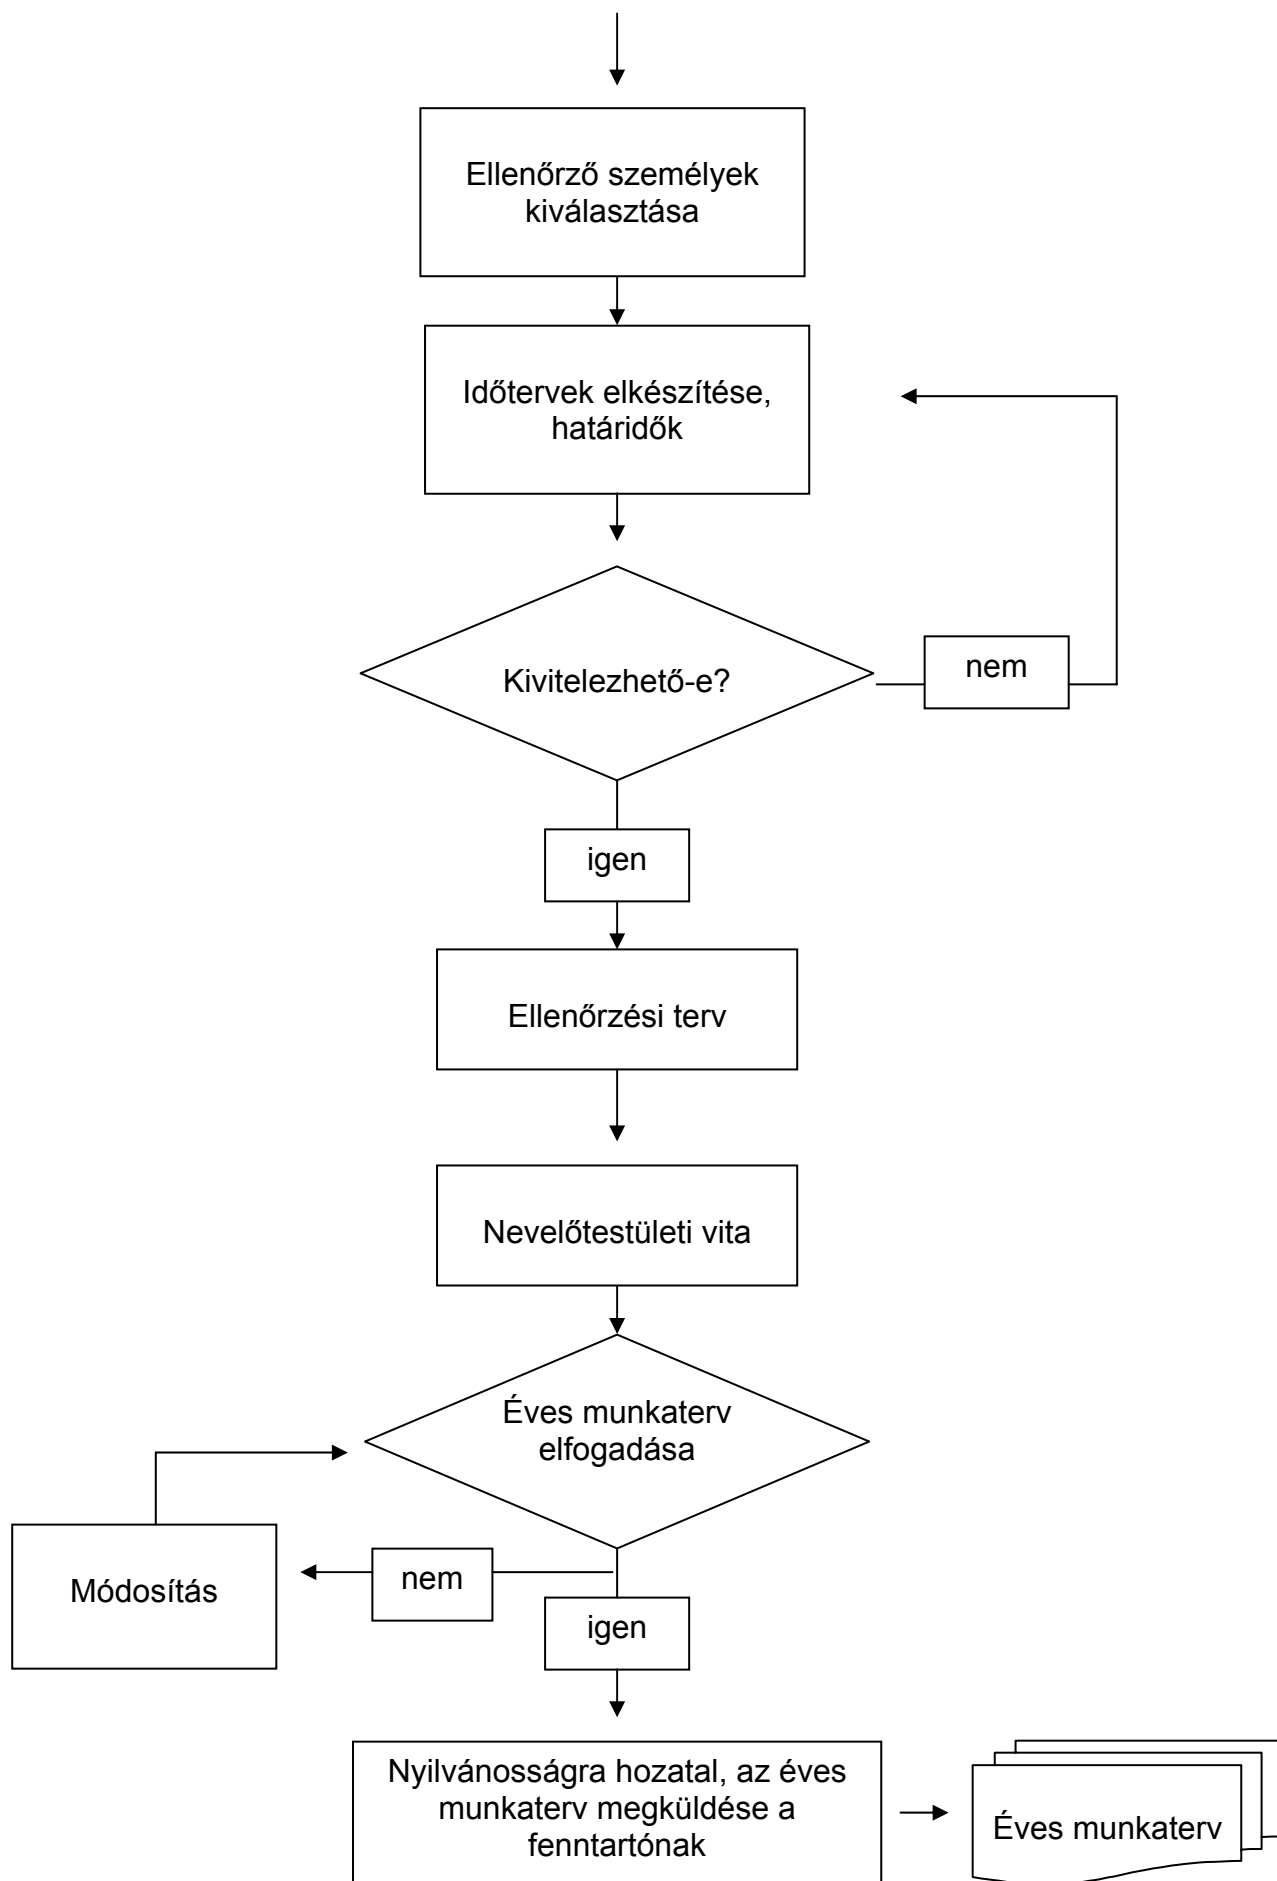 Ellenőrző személyek
kiválasztása
Időtervek elkészítése,
határidők
Kivitelezhető-e?
nem
igen
Ellenőrzési terv
Nevelőtestületi vita
Éves munkaterv
elfogadása
Módosítás
nem
igen
Nyilvánosságra hozatal, az éves
munkaterv megküldése a
fenntartónak
Éves munkaterv